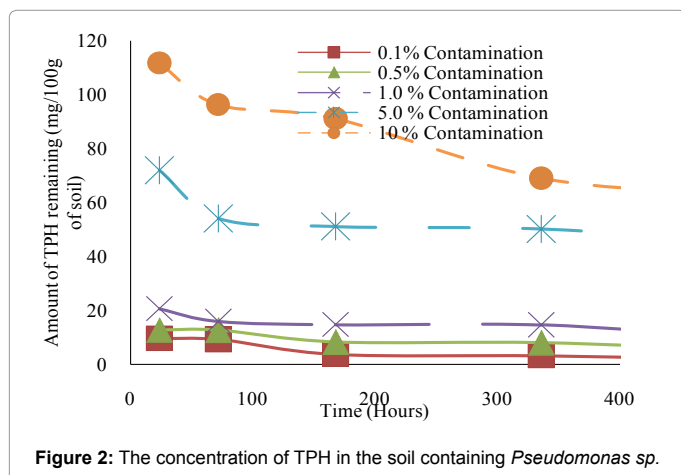 120
100
80
60
40
20
0
0 100 200 300 400
Amount of TPH remaining (mg/100g
of soil)
Time (Hours)
0.1% Contamination
0.5% Contamination
1.0 % Contamination
5.0 % Contamination
10 % Contamination
Figure 2: The concentration of TPH in the soil containing Pseudomonas sp.